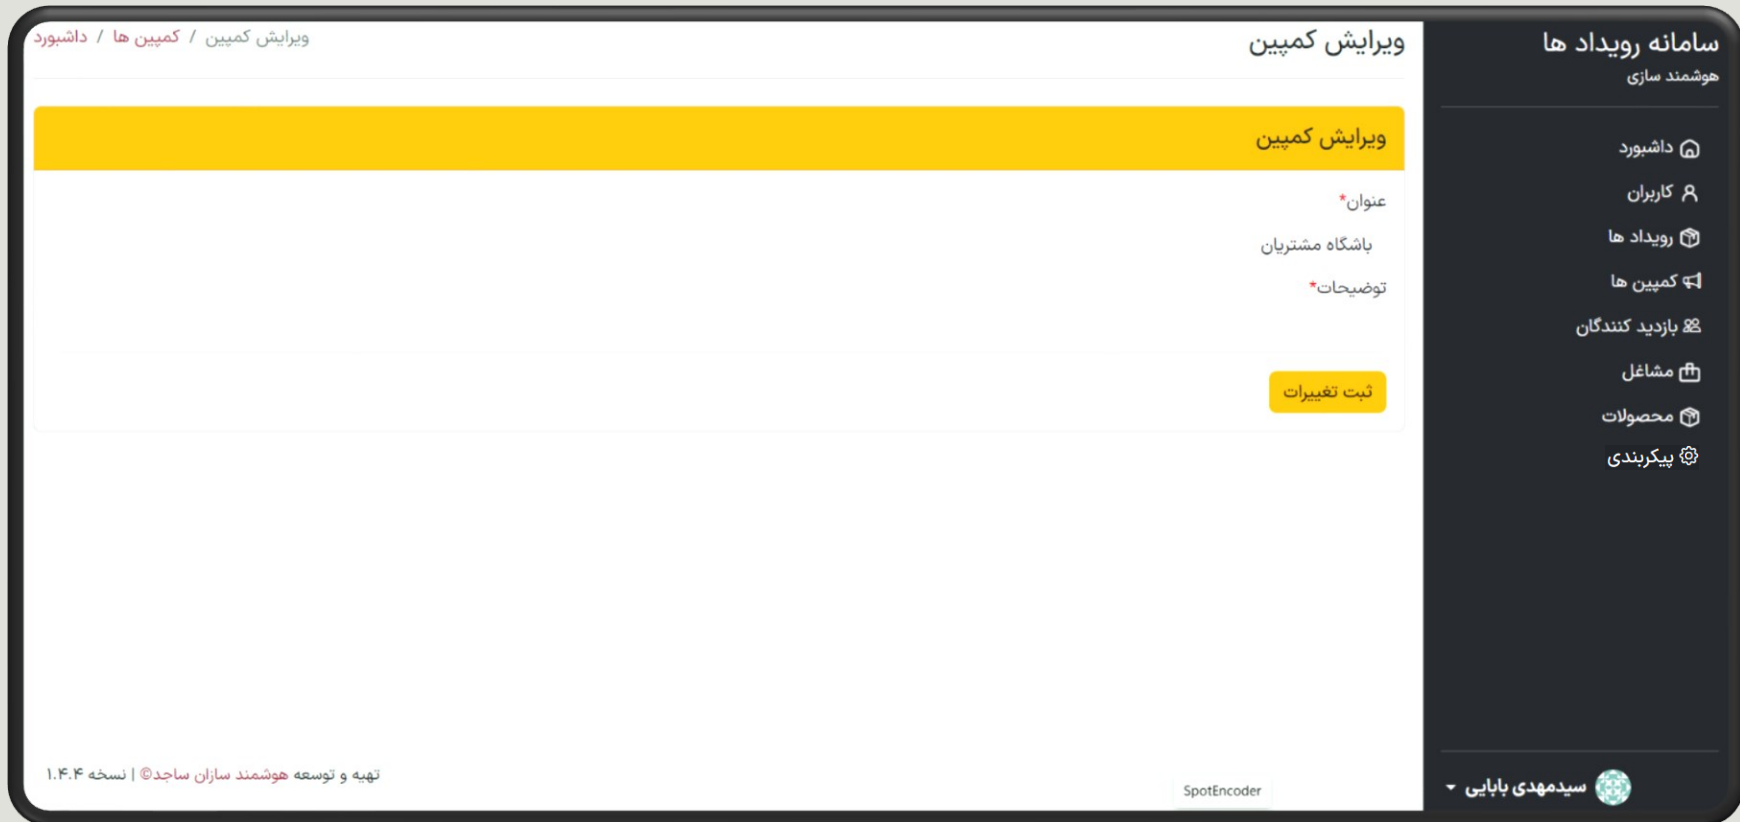 سامانه رویداد ها
هوشمند سازی
داشبورد
کاربران
رویداد ها
کمپین ها
بازدید کنندگان
مشاغل
محصولات
پیکربندی
سیدمهدی بابایی
ویرایش کمپین
داشبورد / کمپین ها / ویرایش کمپین
ویرایش کمپین
عنوان*
باشگاه مشتریان
توضیحات*
ثبت تغییرات
تهیه و توسعه هوشمند سازان ساجد© | نسخه ۱.۴.۴
SpotEncoder